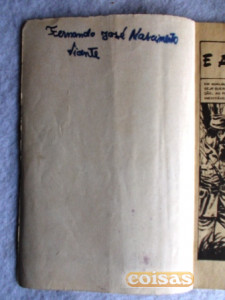 Fernando José Nascimento
Vicente
E A
coisas